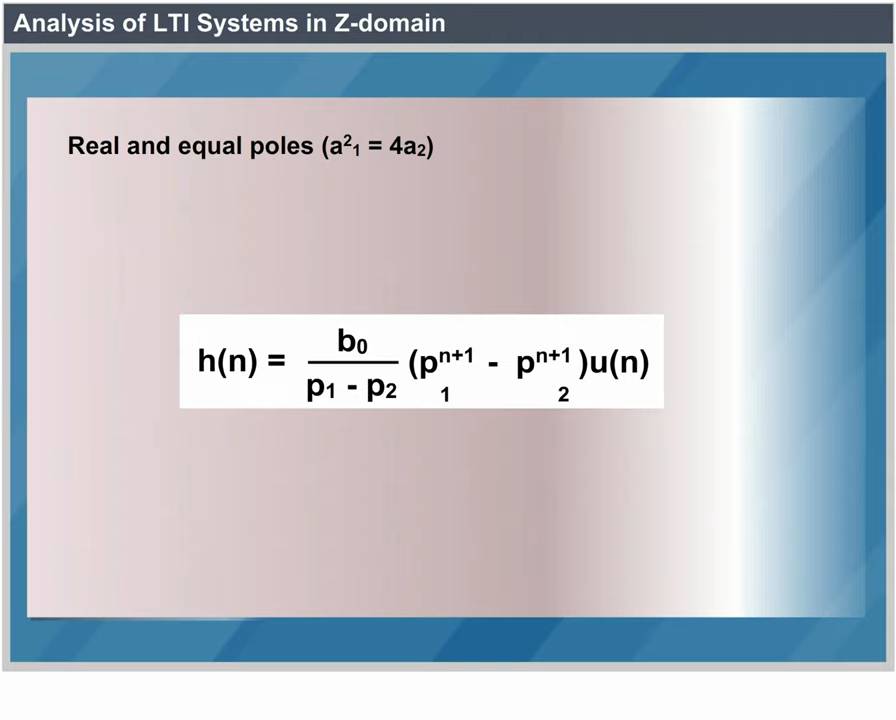 Analysis of LTI Systems in Z-domain
Real and equal poles (a²₁ = 4a₂)
h(n) = b₀ / (p₁ - p₂) (p₁ⁿ⁺¹ - p₂ⁿ⁺¹)u(n)